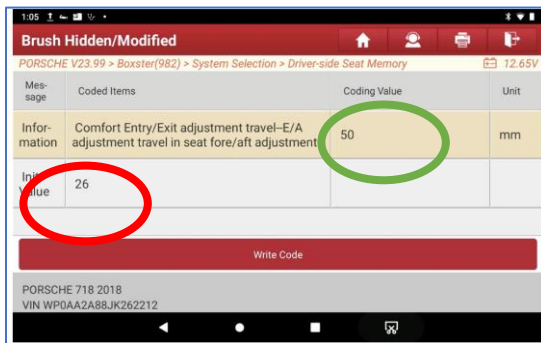 1:05
Brush Hidden/Modified
PORSCHE V23.99 > Boxster(982) > System Selection > Driver-side Seat Memory 12.65V
Mes-
sage
Coded Items
Coding Value
Unit
Infor-
mation
Comfort Entry/Exit adjustment travel–E/A
adjustment travel in seat fore/aft adjustment
50
mm
Value
26
Write Code
PORSCHE 718 2018
VIN WP0AA2A88JK262212